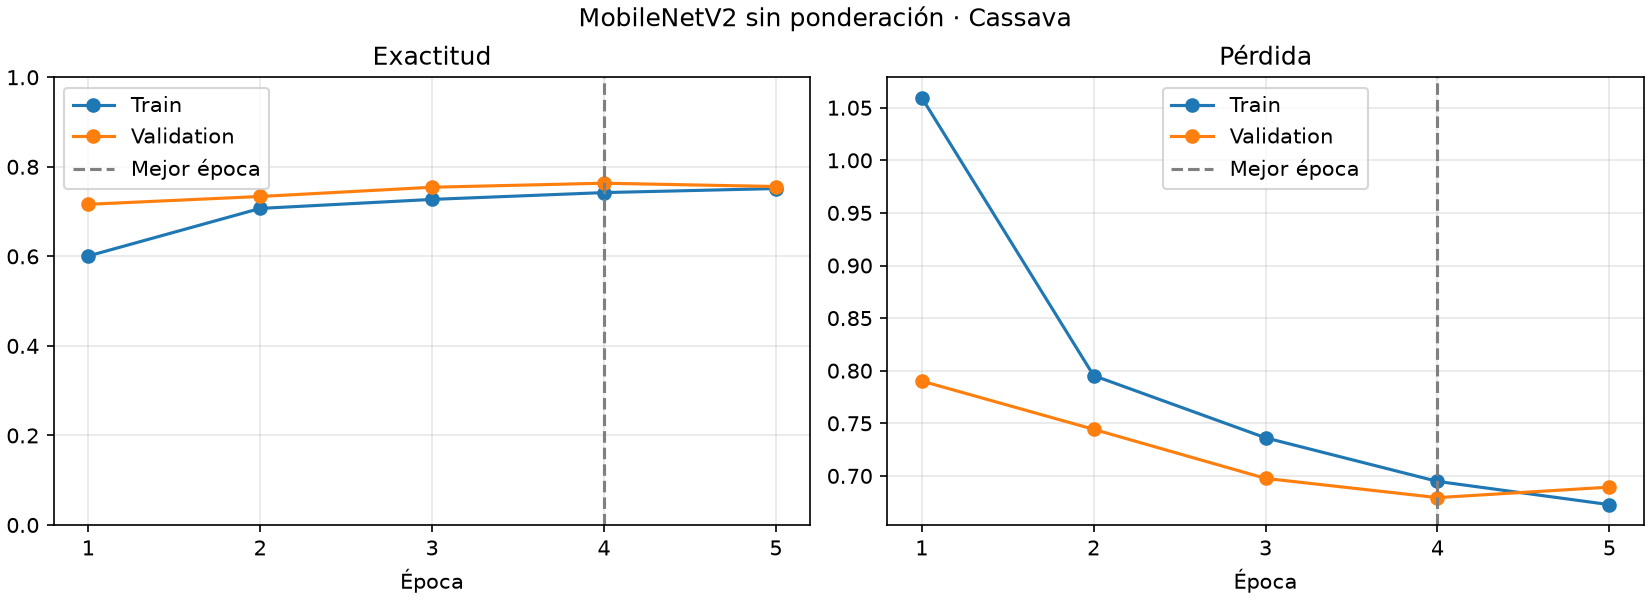 MobileNetV2 sin ponderación · Cassava
Exactitud
1.0
0.8
0.6
0.4
0.2
0.0
Train
Validation
Mejor época
1 2 3 4 5
Época
Pérdida
1.05
1.00
0.95
0.90
0.85
0.80
0.75
0.70
Train
Validation
Mejor época
1 2 3 4 5
Época